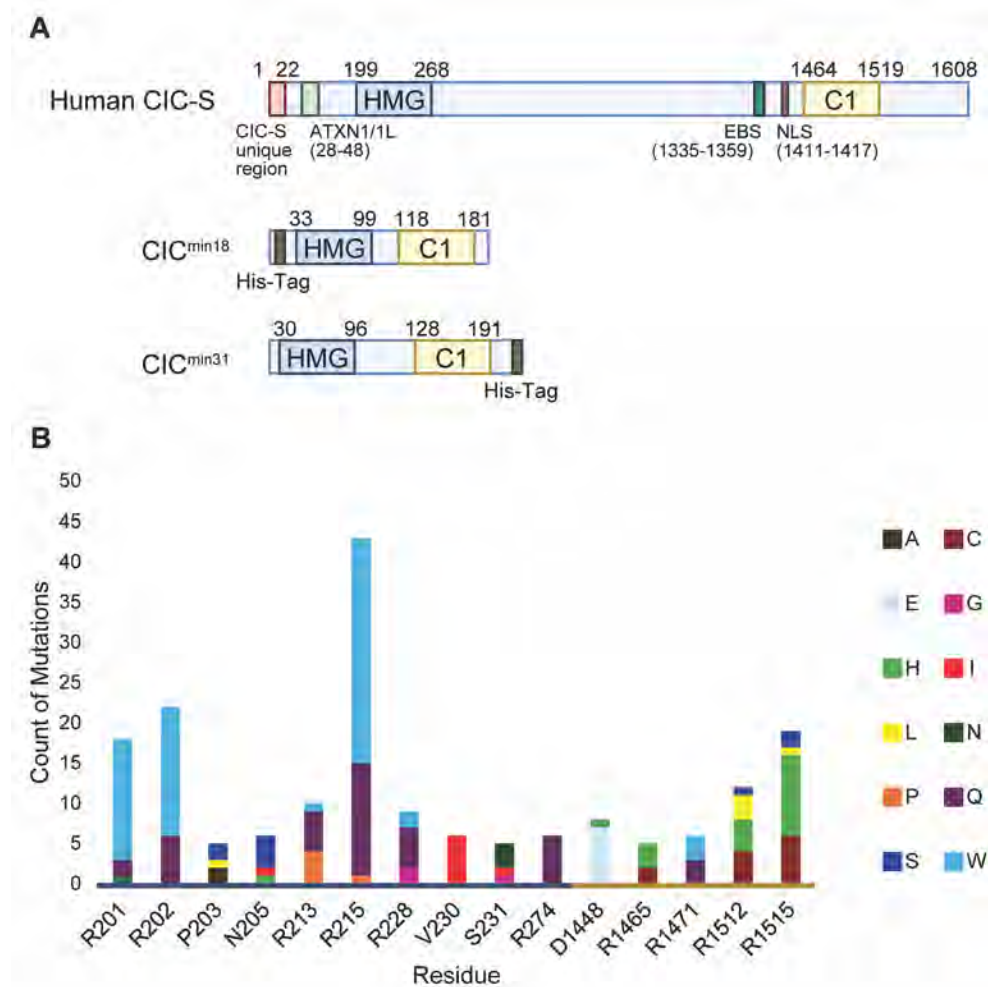 A
1 22 199 268 1464 1519 1608
Human CIC-S HMG C1
CIC-S unique region
ATXN1/1L (28-48)
EBS (1335-1359)
NLS (1411-1417)
33 99 118 181
CICmin18 HMG C1
His-Tag
30 96 128 191
CICmin31 HMG C1
His-Tag
B
Count of Mutations
50
45
40
35
30
25
20
15
10
5
0
R201 R202 P203 N205 R213 R215 R228 V230 S231 R274 D1448 R1465 R1471 R1512 R1515
Residue
A C
E G
H I
L N
P Q
S W